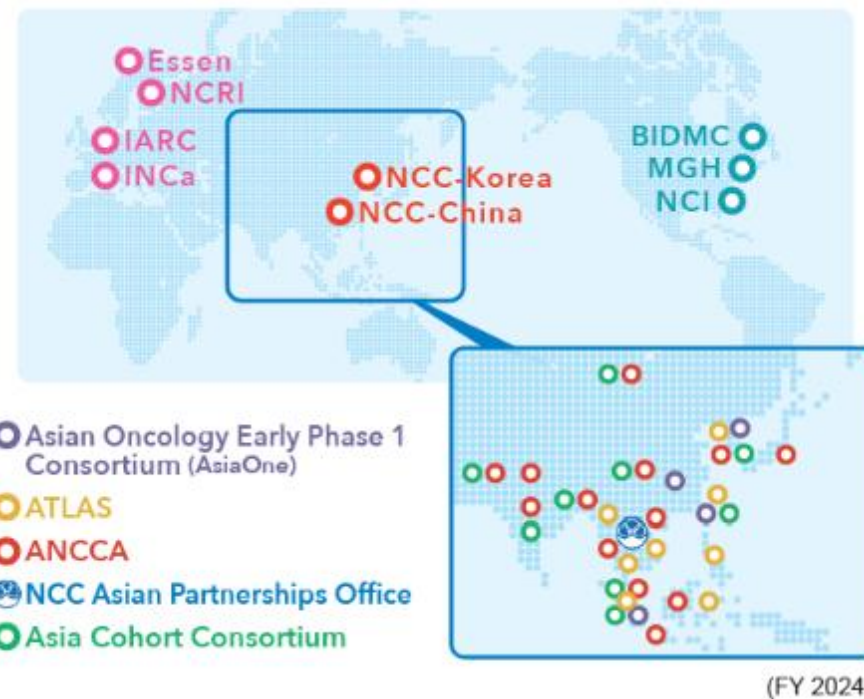 Essen
NCRI
IARC
INCa
NCC-Korea
NCC-China
BIDMC
MGH
NCI
Asian Oncology Early Phase 1
Consortium (AsiaOne)
ATLAS
ANCCA
NCC Asian Partnerships Office
Asia Cohort Consortium
(FY 2024